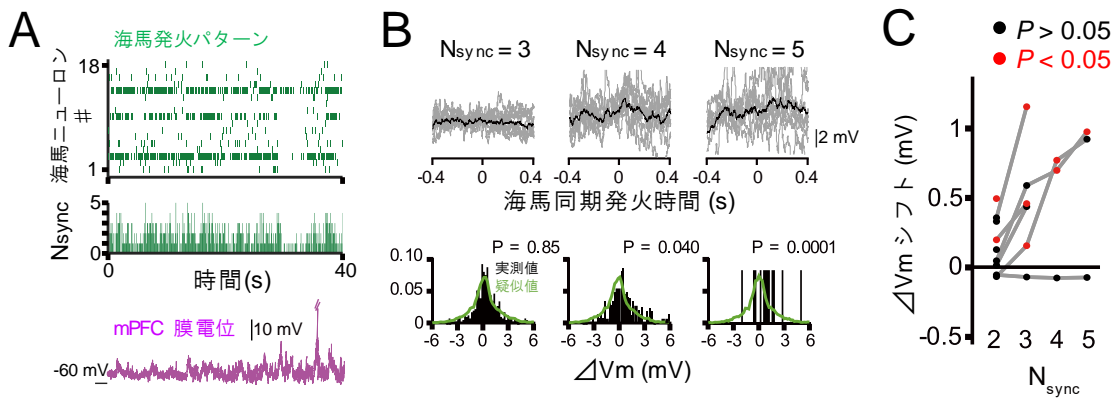 A
海馬発火パターン
海馬ニューロン #
18
1
Nsync
5
0
0
40
時間(s)
mPFC 膜電位
10 mV
-60 mV
B
Nsync = 3
Nsync = 4
Nsync = 5
2 mV
-0.4 0 0.4
-0.4 0 0.4
-0.4 0 0.4
海馬同期発火時間 (s)
P = 0.85
P = 0.040
P = 0.0001
実測値
疑似値
0.10
0.05
0
-6 -3 0 3 6
-6 -3 0 3 6
-6 -3 0 3 6
⊿Vm (mV)
C
P > 0.05
P < 0.05
⊿Vmシフト (mV)
1
0.5
0
-0.5
2 3 4 5
Nsync